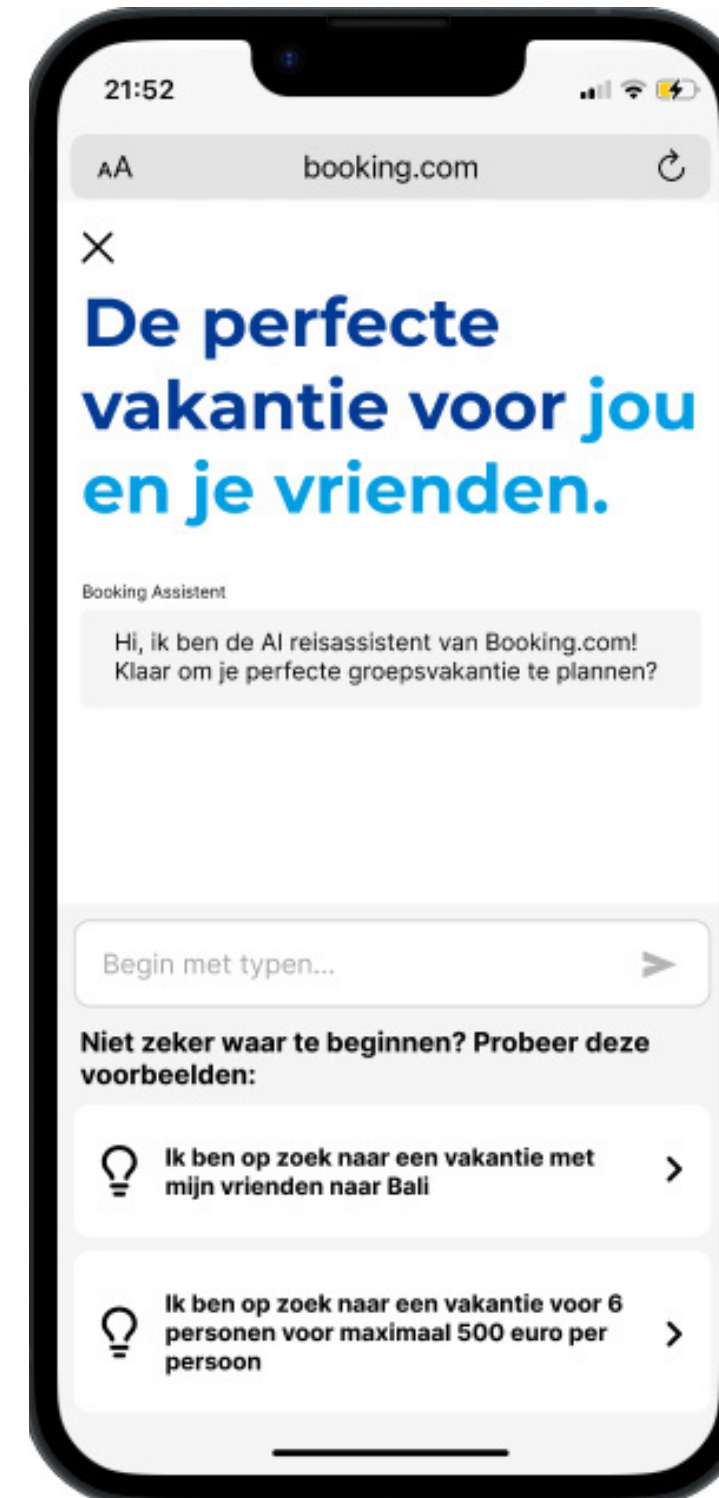 21:52
AA booking.com
De perfecte
vakantie voor jou
en je vrienden.
Booking Assistent
Hi, ik ben de AI reisassistent van Booking.com!
Klaar om je perfecte groepsvakantie te plannen?
Begin met typen...
Niet zeker waar te beginnen? Probeer deze
voorbeelden:
Ik ben op zoek naar een vakantie met
mijn vrienden naar Bali
Ik ben op zoek naar een vakantie voor 6
personen voor maximaal 500 euro per
persoon